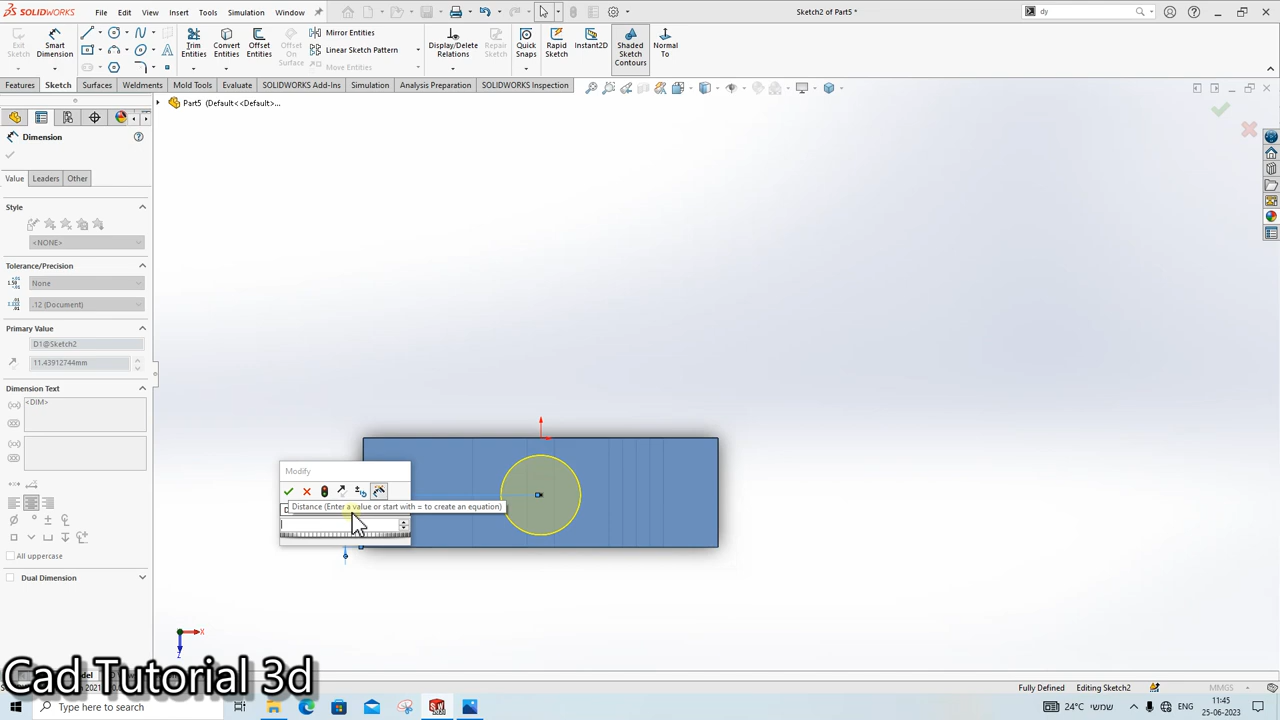 SOLIDWORKS File Edit View Insert Tools Simulation Window
Sketch2 of Part5 *
dy
Exit Sketch
Smart Dimension
Trim Entities
Convert Entities
Offset Entities
Offset On Surface
Mirror Entities
Linear Sketch Pattern
Move Entities
Display/Delete Relations
Repair Sketch
Quick Snaps
Rapid Sketch
Instant2D
Shaded Sketch Contours
Normal To
Features Sketch Surfaces Weldments Mold Tools Evaluate SOLIDWORKS Add-Ins Simulation Analysis Preparation SOLIDWORKS Inspection
Part5 (Default<<Default>...
Dimension
Value Leaders Other
Style
<NONE>
Tolerance/Precision
None
.12 (Document)
Primary Value
D1@Sketch2
11.43912744mm
Dimension Text
<DIM>
All uppercase
Dual Dimension
Modify
Distance (Enter a value or start with = to create an equation)
X
Z
Cad Tutorial 3d
Fully Defined Editing Sketch2 MMGS
Type here to search
24°C שמשי
ENG
11:45
25-06-2023